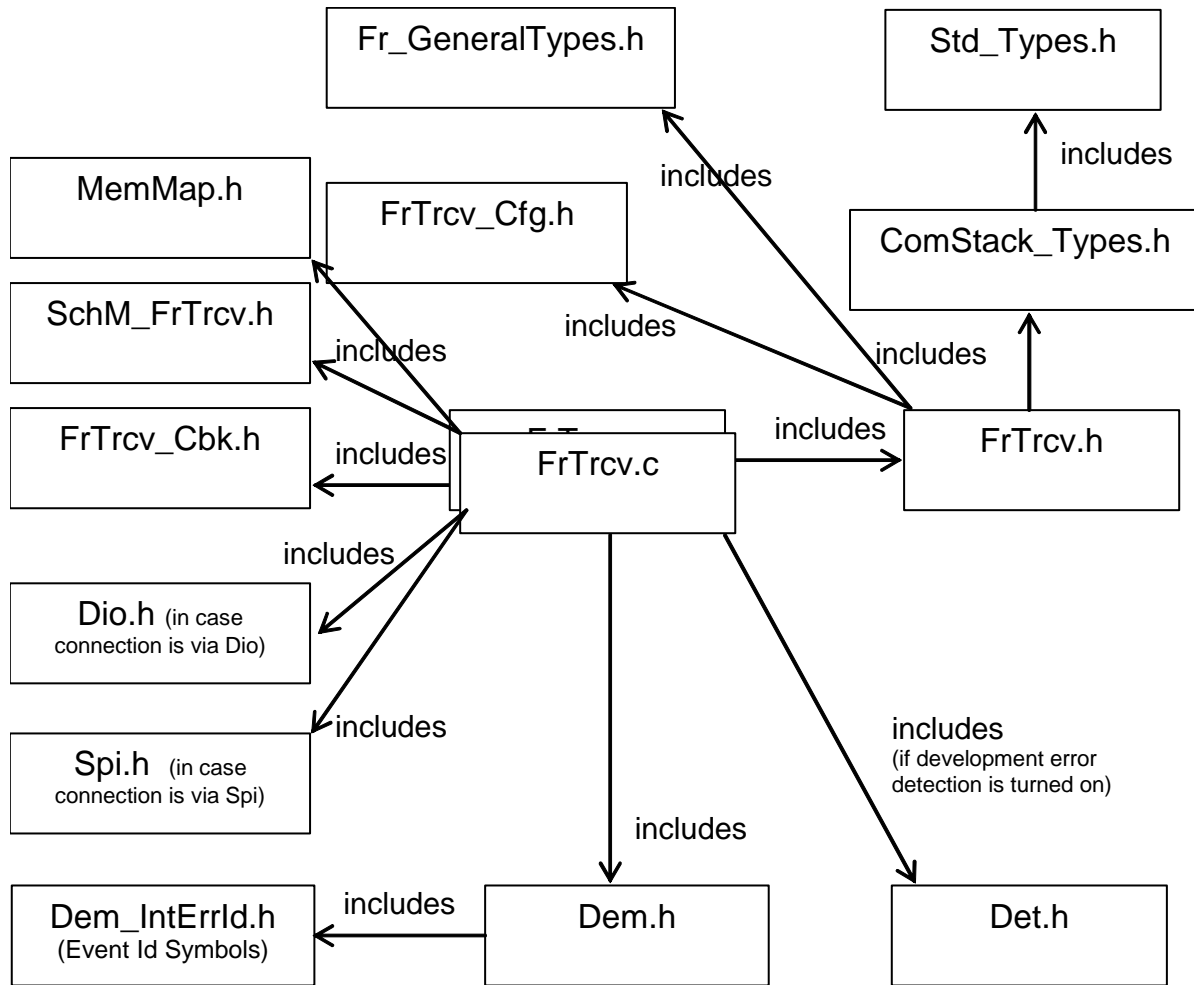 Fr_GeneralTypes.h
Std_Types.h
includes
MemMap.h
includes
FrTrcv_Cfg.h
ComStack_Types.h
SchM_FrTrcv.h
includes
includes
includes
FrTrcv_Cbk.h
includes
includes
FrTrcv.c
FrTrcv.h
includes
Dio.h (in case
connection is via Dio)
includes
includes
(if development error
detection is turned on)
Spi.h (in case
connection is via Spi)
includes
Dem_IntErrId.h
(Event Id Symbols)
includes
Dem.h
Det.h